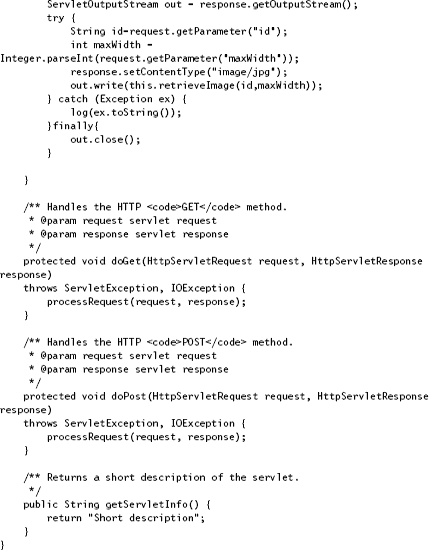 ServletOutputStream out = response.getOutputStream();
try {
String id=request.getParameter("id");
int maxWidth =
Integer.parseInt(request.getParameter("maxWidth"));
response.setContentType("image/jpg");
out.write(this.retrieveImage(id,maxWidth));
} catch (Exception ex) {
log(ex.toString());
}finally{
out.close();
}
}
/** Handles the HTTP <code>GET</code> method.
* @param request servlet request
* @param response servlet response
*/
protected void doGet(HttpServletRequest request, HttpServletResponse
response)
throws ServletException, IOException {
processRequest(request, response);
}
/** Handles the HTTP <code>POST</code> method.
* @param request servlet request
* @param response servlet response
*/
protected void doPost(HttpServletRequest request, HttpServletResponse
response)
throws ServletException, IOException {
processRequest(request, response);
}
/** Returns a short description of the servlet.
*/
public String getServletInfo() {
return "Short description";
}
}